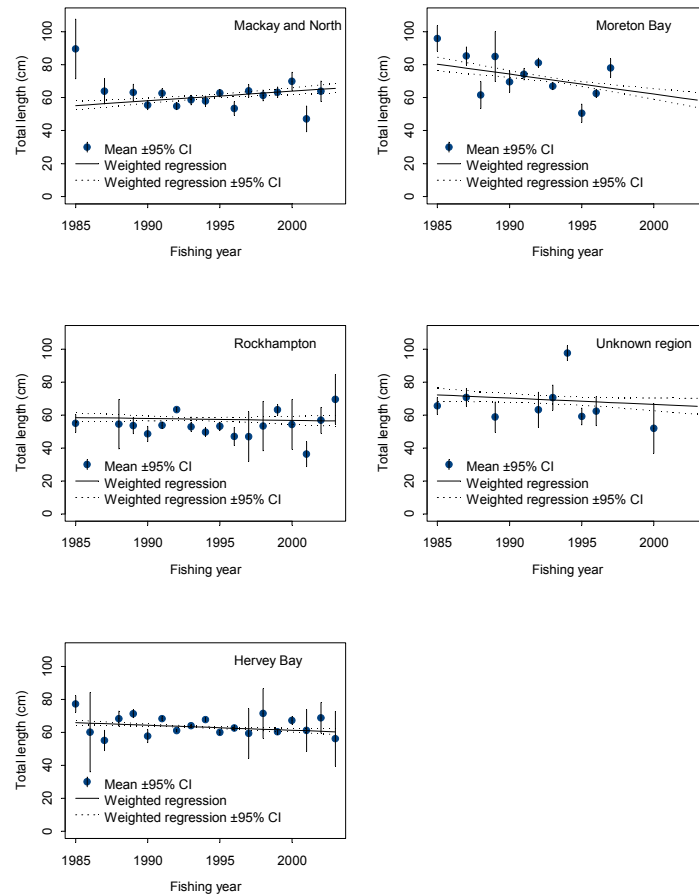 Mackay and North
Total length (cm)
0 20 40 60 80 100
Mean ±95% CI
Weighted regression
Weighted regression ±95% CI
1985 1990 1995 2000
Fishing year
Moreton Bay
Total length (cm)
0 20 40 60 80 100
Mean ±95% CI
Weighted regression
Weighted regression ±95% CI
1985 1990 1995 2000
Fishing year
Rockhampton
Total length (cm)
0 20 40 60 80 100
Mean ±95% CI
Weighted regression
Weighted regression ±95% CI
1985 1990 1995 2000
Fishing year
Unknown region
Total length (cm)
0 20 40 60 80 100
Mean ±95% CI
Weighted regression
Weighted regression ±95% CI
1985 1990 1995 2000
Fishing year
Hervey Bay
Total length (cm)
0 20 40 60 80 100
Mean ±95% CI
Weighted regression
Weighted regression ±95% CI
1985 1990 1995 2000
Fishing year